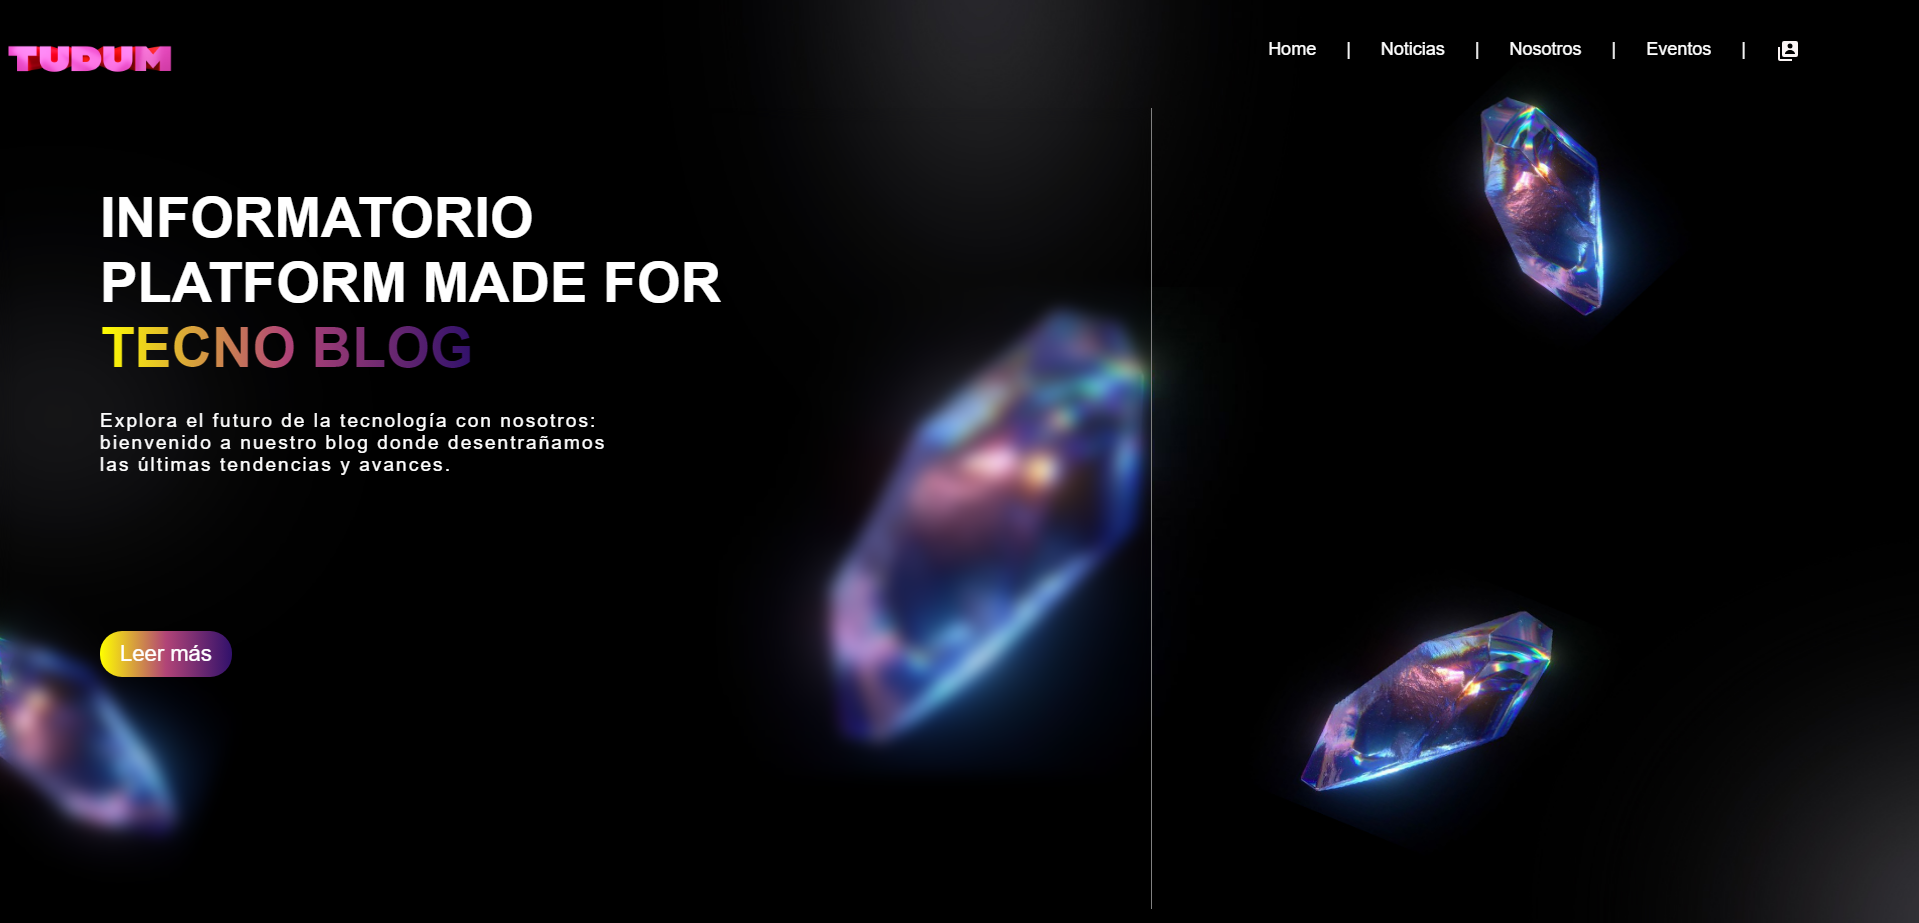 TUDUM
Home | Noticias | Nosotros | Eventos |
INFORMATORIO
PLATFORM MADE FOR
TECNO BLOG
Explora el futuro de la tecnología con nosotros:
bienvenido a nuestro blog donde desentrañamos
las últimas tendencias y avances.
Leer más